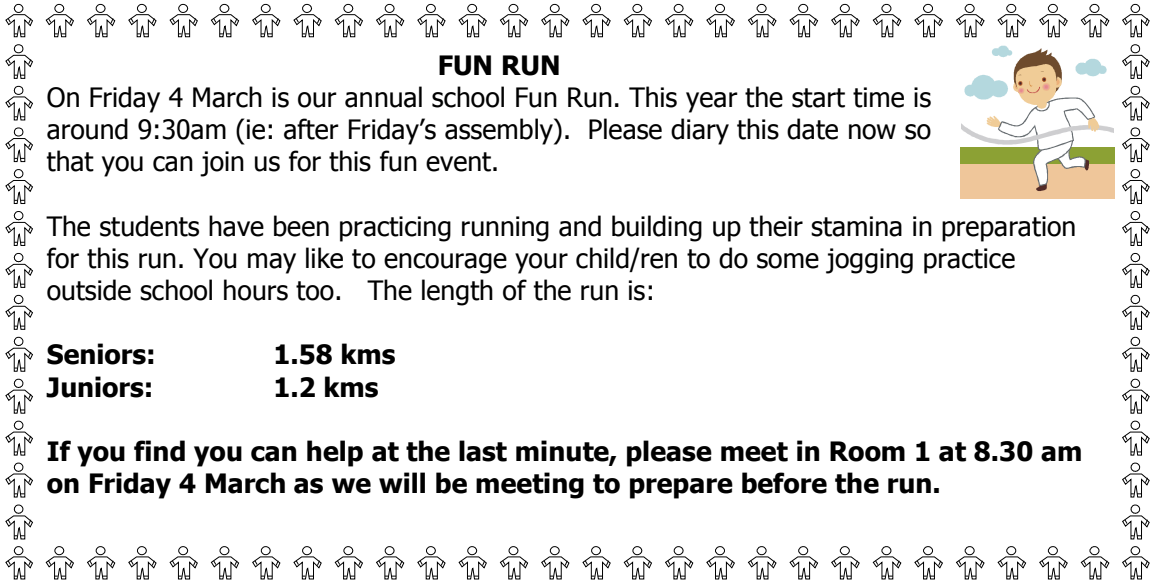 FUN RUN
On Friday 4 March is our annual school Fun Run. This year the start time is
around 9:30am (ie: after Friday's assembly).  Please diary this date now so
that you can join us for this fun event.
The students have been practicing running and building up their stamina in preparation
for this run. You may like to encourage your child/ren to do some jogging practice
outside school hours too.   The length of the run is:
Seniors: 1.58 kms
Juniors: 1.2 kms
If you find you can help at the last minute, please meet in Room 1 at 8.30 am
on Friday 4 March as we will be meeting to prepare before the run.